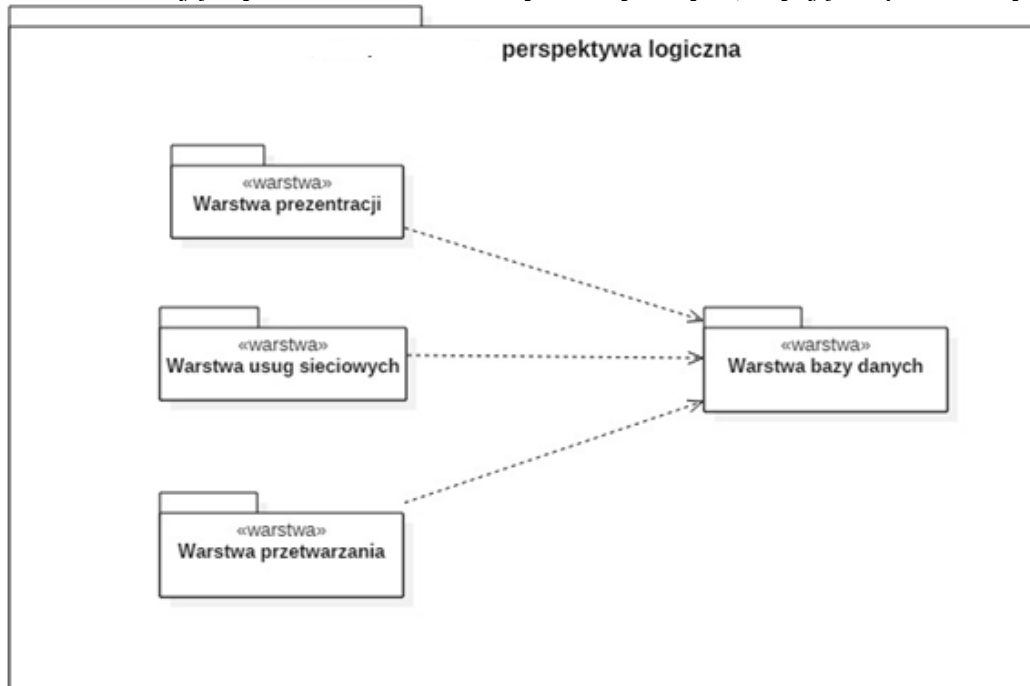 perspektywa logiczna
«warstwa»
Warstwa prezentracji
«warstwa»
Warstwa usug sieciowych
«warstwa»
Warstwa bazy danych
«warstwa»
Warstwa przetwarzania